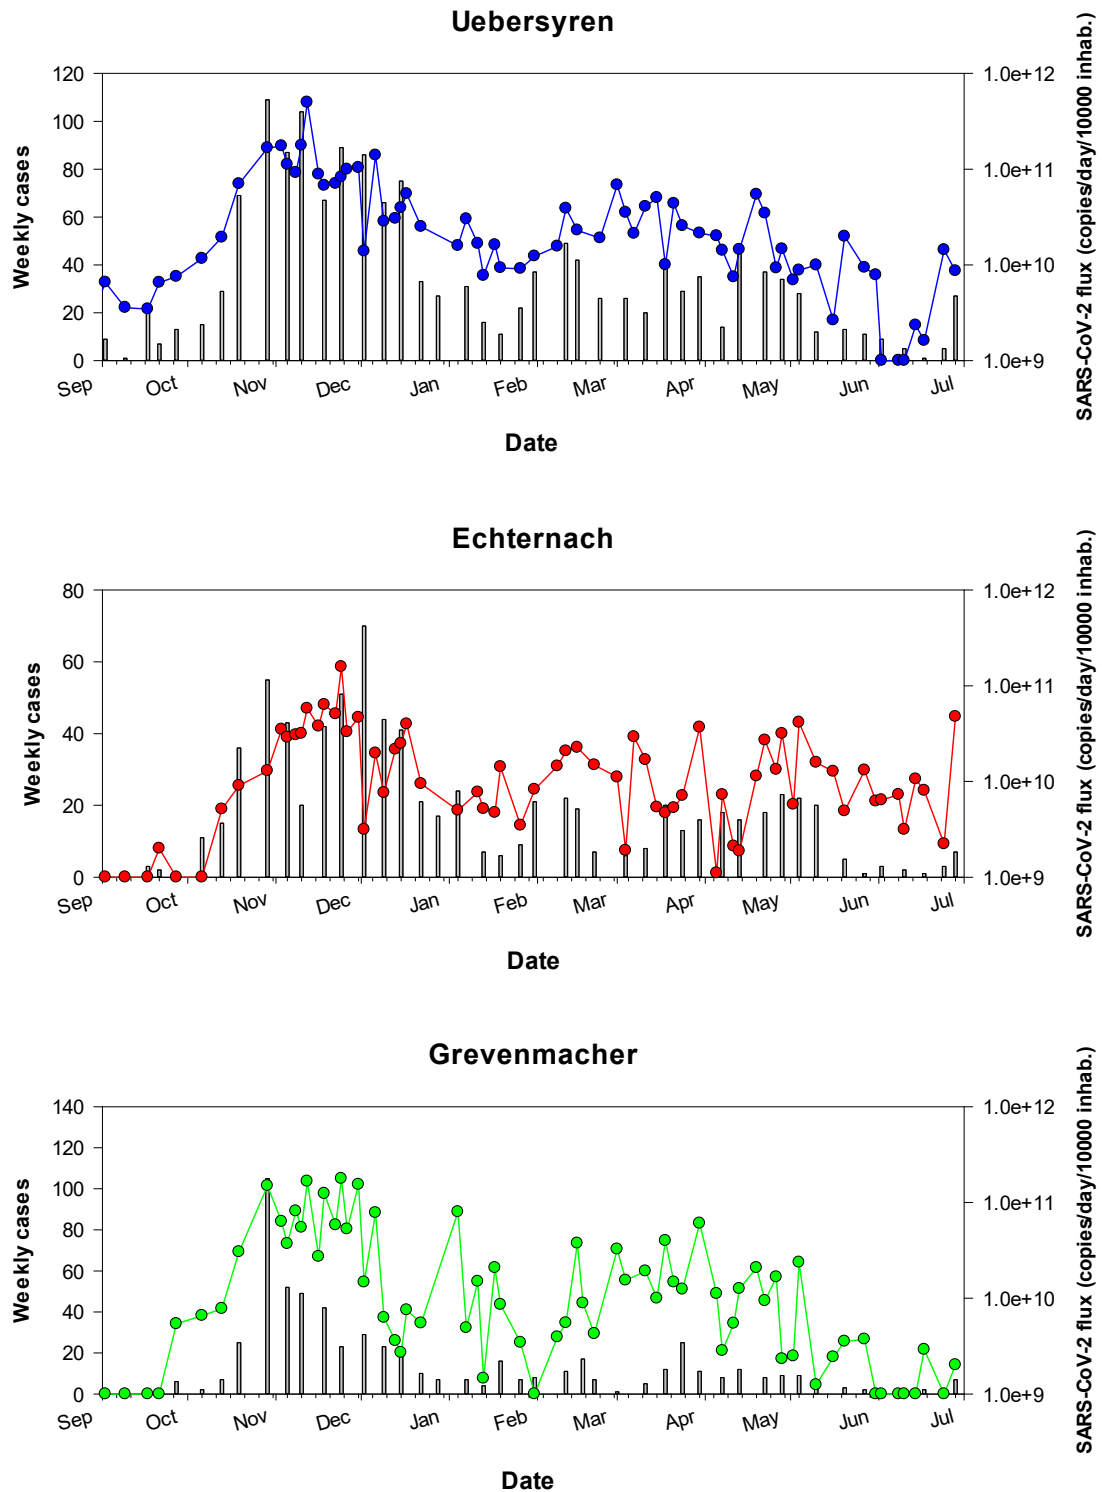 Uebersyren
120
100
80
60
40
20
0
Weekly cases
1.0e+12
1.0e+11
1.0e+10
1.0e+9
SARS-CoV-2 flux (copies/day/10000 inhab.)
Sep Oct Nov Dec Jan Feb Mar Apr May Jun Jul
Date
Echternach
80
60
40
20
0
Weekly cases
1.0e+12
1.0e+11
1.0e+10
1.0e+9
SARS-CoV-2 flux (copies/day/10000 inhab.)
Sep Oct Nov Dec Jan Feb Mar Apr May Jun Jul
Date
Grevenmacher
140
120
100
80
60
40
20
0
Weekly cases
1.0e+12
1.0e+11
1.0e+10
1.0e+9
SARS-CoV-2 flux (copies/day/10000 inhab.)
Sep Oct Nov Dec Jan Feb Mar Apr May Jun Jul
Date